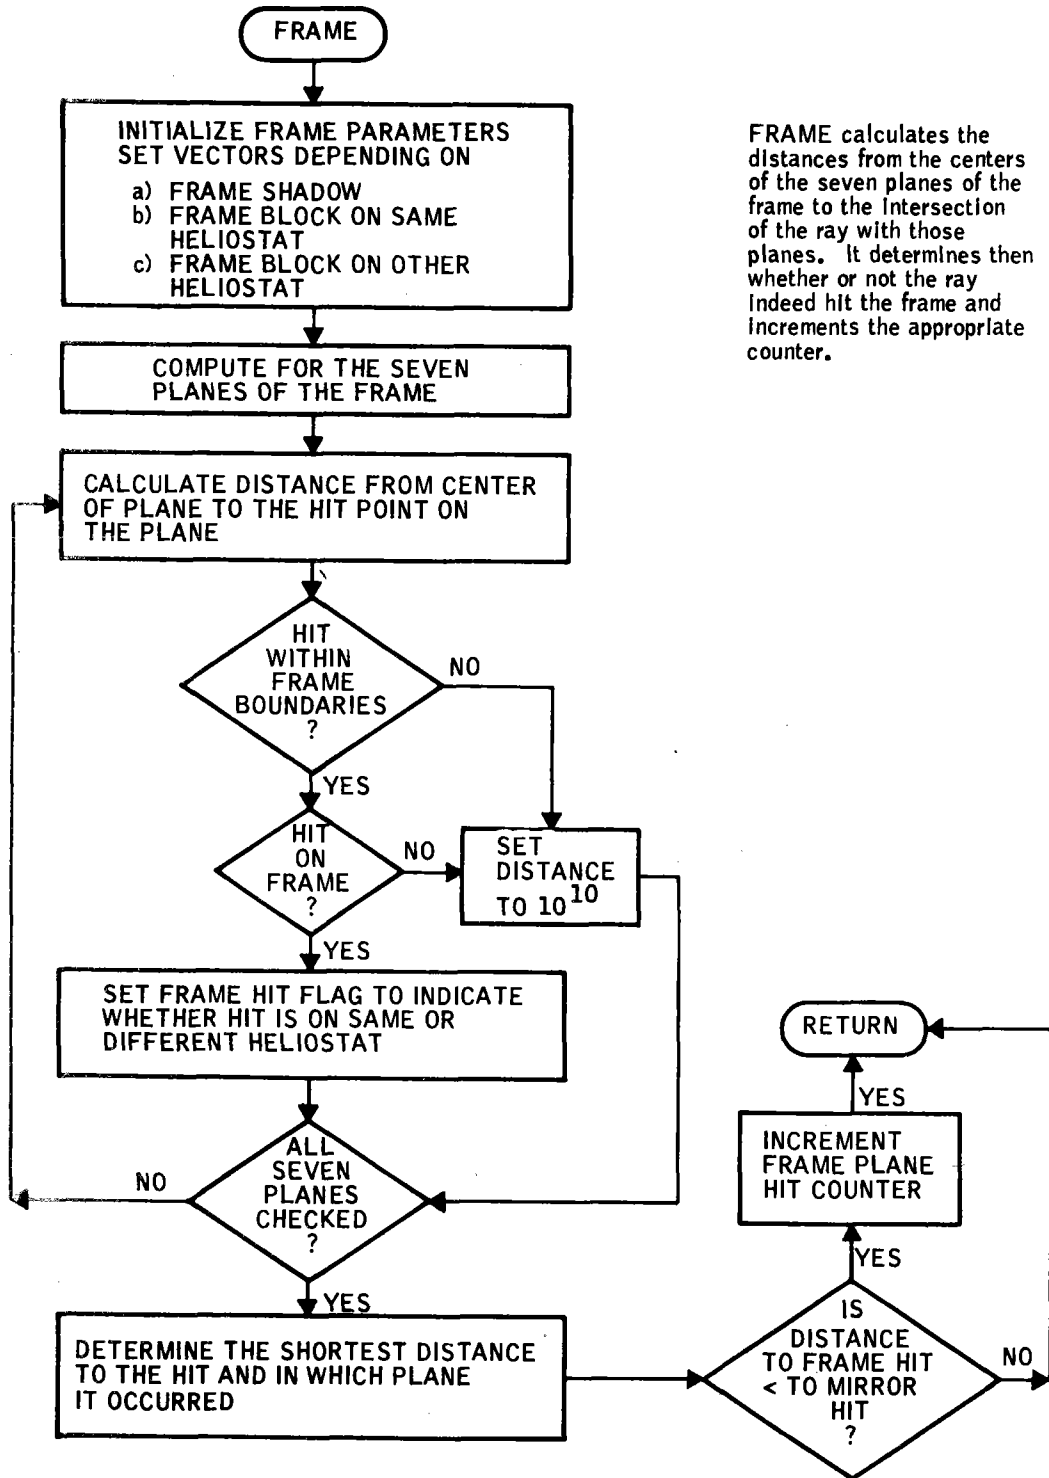 FRAME
INITIALIZE FRAME PARAMETERS
SET VECTORS DEPENDING ON
a) FRAME SHADOW
b) FRAME BLOCK ON SAME
HELIOSTAT
c) FRAME BLOCK ON OTHER
HELIOSTAT
FRAME calculates the
distances from the centers
of the seven planes of the
frame to the intersection
of the ray with those
planes. It determines then
whether or not the ray
indeed hit the frame and
increments the appropriate
counter.
COMPUTE FOR THE SEVEN
PLANES OF THE FRAME
CALCULATE DISTANCE FROM CENTER
OF PLANE TO THE HIT POINT ON
THE PLANE
HIT
WITHIN
FRAME
BOUNDARIES
?
NO
YES
HIT
ON
FRAME
?
NO
SET
DISTANCE
TO 10^10
YES
SET FRAME HIT FLAG TO INDICATE
WHETHER HIT IS ON SAME OR
DIFFERENT HELIOSTAT
ALL
SEVEN
PLANES
CHECKED
?
NO
YES
DETERMINE THE SHORTEST DISTANCE
TO THE HIT AND IN WHICH PLANE
IT OCCURRED
RETURN
YES
INCREMENT
FRAME PLANE
HIT COUNTER
YES
IS
DISTANCE
TO FRAME HIT
< TO MIRROR
HIT
?
NO